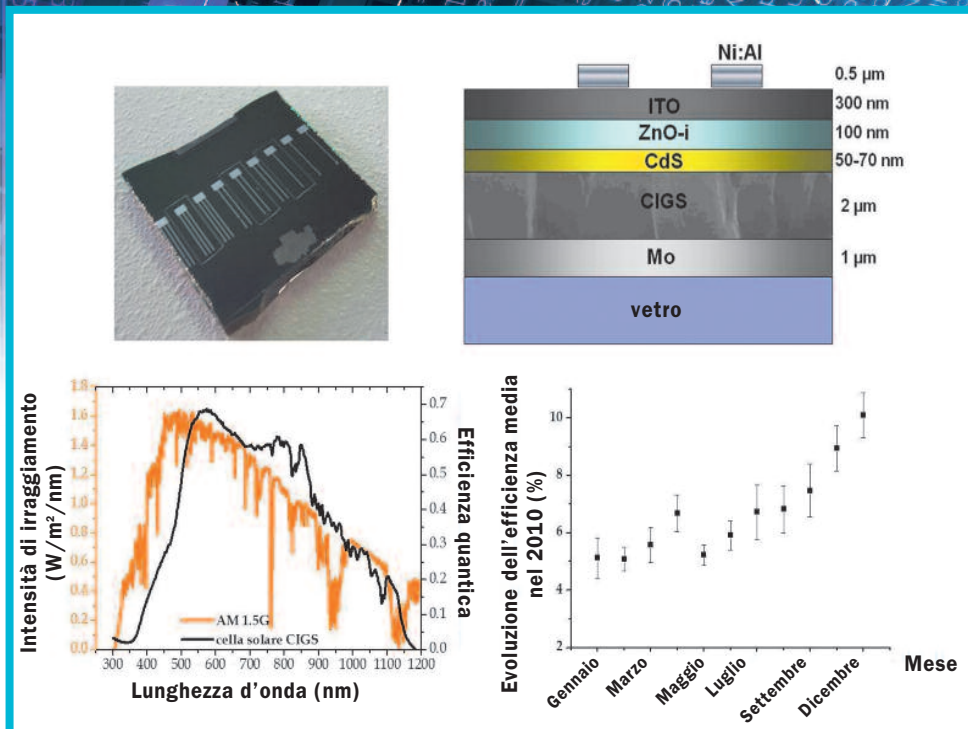 Ni:Al
0.5 µm
ITO
300 nm
ZnO-i
100 nm
CdS
50-70 nm
CIGS
2 µm
Mo
1 µm
vetro
Intensità di irraggiamento
(W/m²/nm)
1.8
1.6
1.4
1.2
1.0
0.8
0.6
0.4
0.2
0.0
AM 1.5G
cella solare CIGS
0.7
0.6
0.5
0.4
0.3
0.2
0.1
0.0
Efficienza quantica
300 400 500 600 700 800 900 1000 1100 1200
Lunghezza d'onda (nm)
Evoluzione dell'efficienza media
nel 2010 (%)
10
8
6
4
2
Gennaio
Marzo
Maggio
Luglio
Settembre
Dicembre
Mese